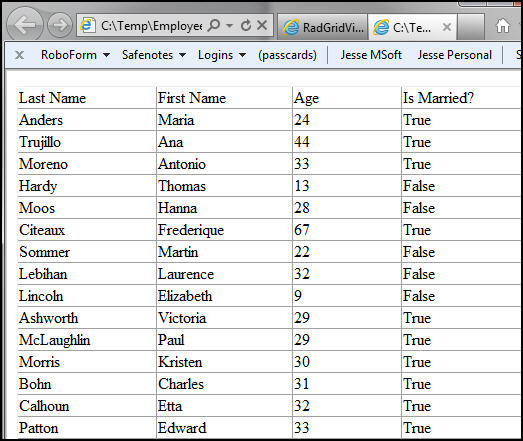 C:\Temp\Employee
RadGridVi...
C:\Te...
RoboForm Safenotes Logins (passcards) Jesse MSoft Jesse Personal S
Last Name First Name Age Is Married?
Anders Maria 24 True
Trujillo Ana 44 True
Moreno Antonio 33 True
Hardy Thomas 13 False
Moos Hanna 28 False
Citeaux Frederique 67 True
Sommer Martin 22 False
Lebihan Laurence 32 False
Lincoln Elizabeth 9 False
Ashworth Victoria 29 True
McLaughlin Paul 29 True
Morris Kristen 30 True
Bohn Charles 31 True
Calhoun Etta 32 True
Patton Edward 33 True